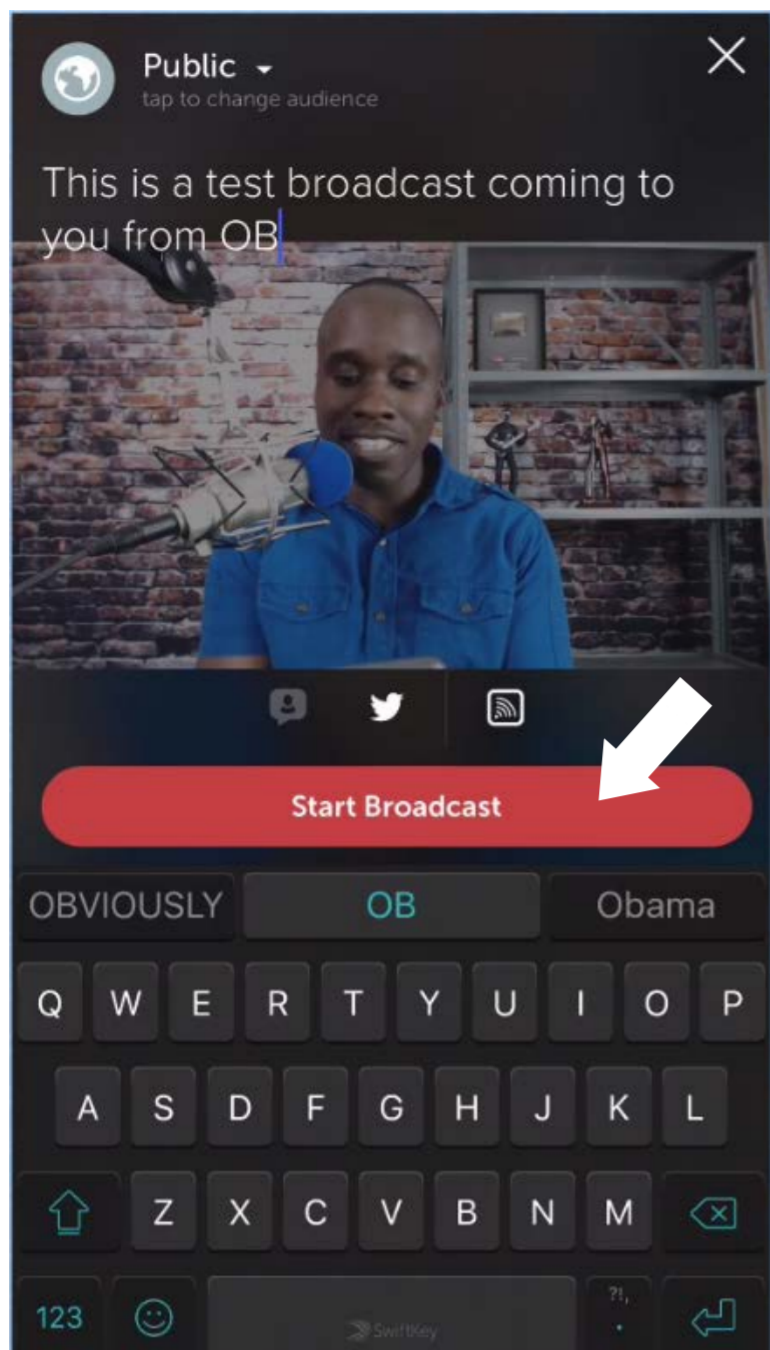 Public
tap to change audience
This is a test broadcast coming to
you from OB
Start Broadcast
OBVIOUSLY OB Obama
Q W E R T Y U I O P
A S D F G H J K L
Z X C V B N M
123 SwiftKey ?!, .